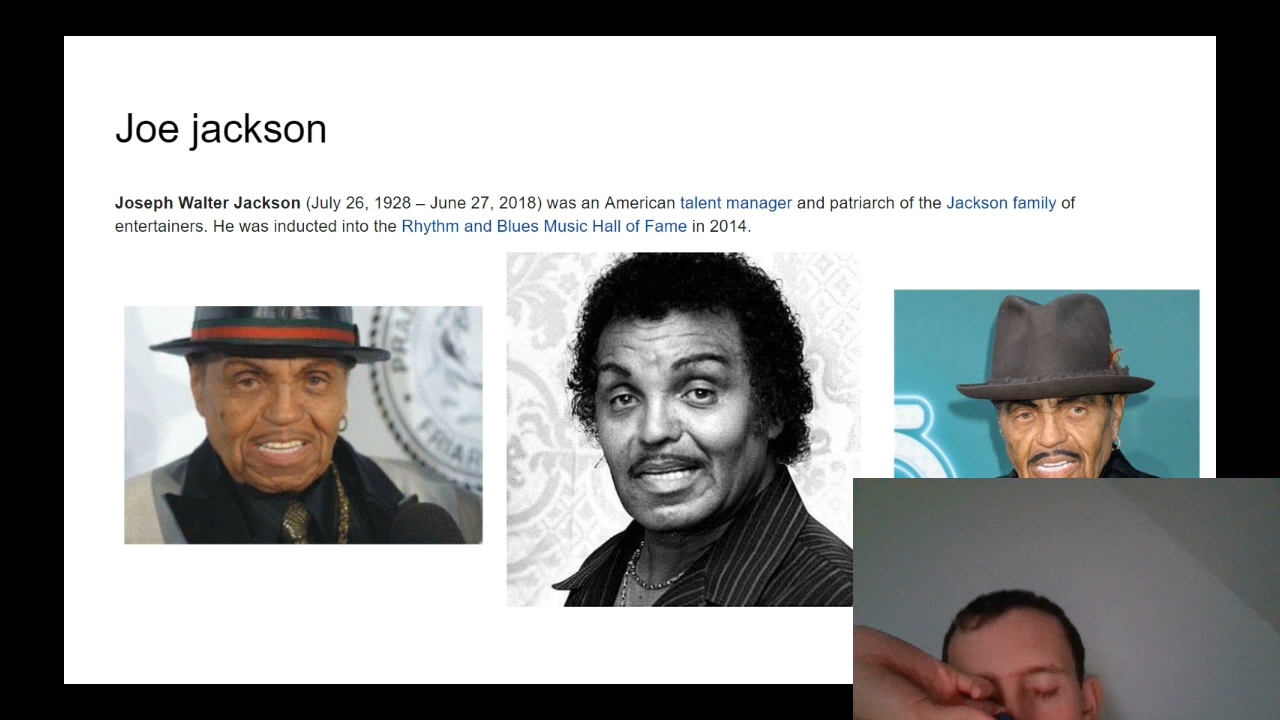 Joe jackson
Joseph Walter Jackson (July 26, 1928 – June 27, 2018) was an American talent manager and patriarch of the Jackson family of
entertainers. He was inducted into the Rhythm and Blues Music Hall of Fame in 2014.
FRIAR